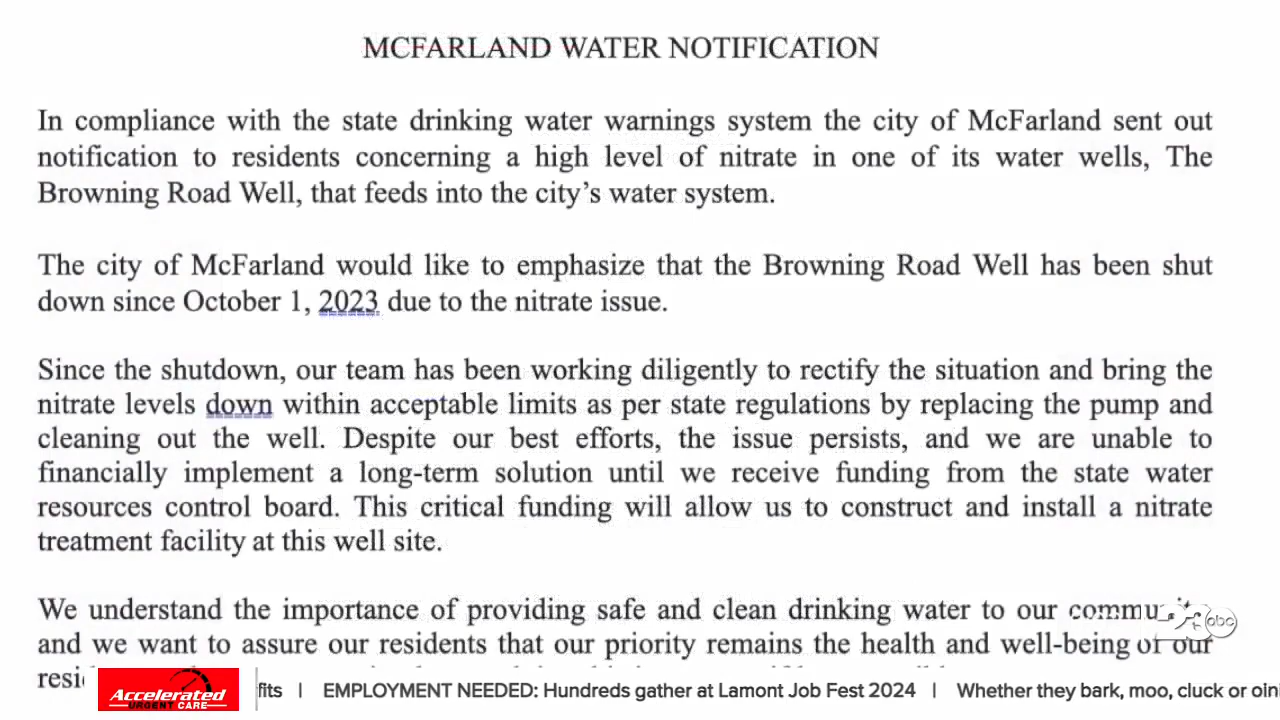 MCFARLAND WATER NOTIFICATION
In compliance with the state drinking water warnings system the city of McFarland sent out
notification to residents concerning a high level of nitrate in one of its water wells, The
Browning Road Well, that feeds into the city's water system.
The city of McFarland would like to emphasize that the Browning Road Well has been shut
down since October 1, 2023 due to the nitrate issue.
Since the shutdown, our team has been working diligently to rectify the situation and bring the
nitrate levels down within acceptable limits as per state regulations by replacing the pump and
cleaning out the well. Despite our best efforts, the issue persists, and we are unable to
financially implement a long-term solution until we receive funding from the state water
resources control board. This critical funding will allow us to construct and install a nitrate
treatment facility at this well site.
We understand the importance of providing safe and clean drinking water to our community
and we want to assure our residents that our priority remains the health and well-being of our
23 abc
Accelerated
URGENT CARE
fits | EMPLOYMENT NEEDED: Hundreds gather at Lamont Job Fest 2024 | Whether they bark, moo, cluck or oin